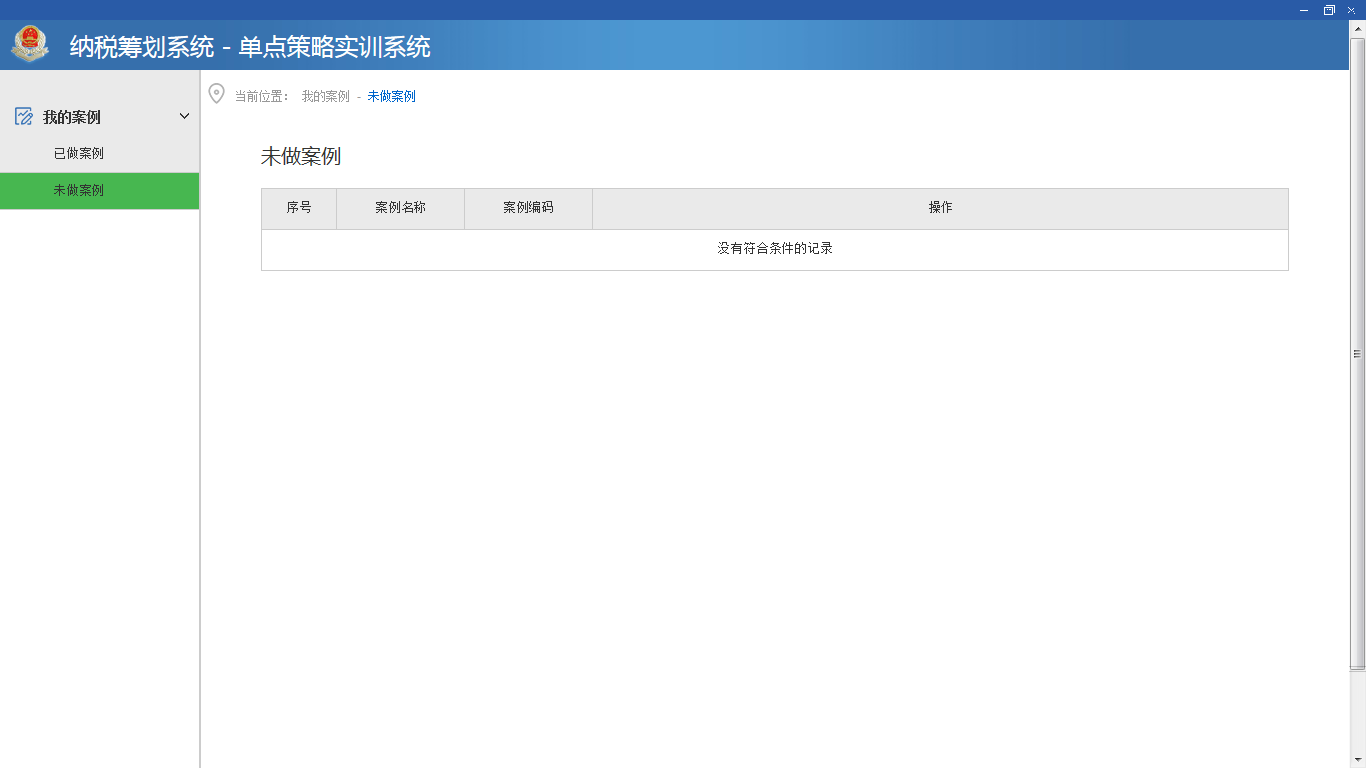 纳税筹划系统 - 单点策略实训系统
当前位置： 我的案例 - 未做案例
我的案例
已做案例
未做案例
未做案例
序号 案例名称 案例编码 操作
没有符合条件的记录